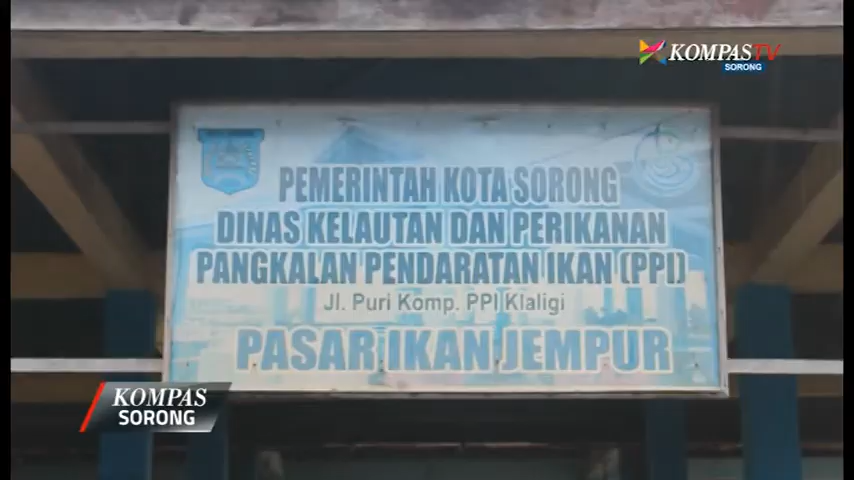 KOMPASTV
SORONG
PEMERINTAH KOTA SORONG
DINAS KELAUTAN DAN PERIKANAN
PANGKALAN PENDARATAN IKAN (PPI)
Jl. Puri Komp. PPI Klaligi
PASAR IKAN JEMPUR
KOMPAS
SORONG